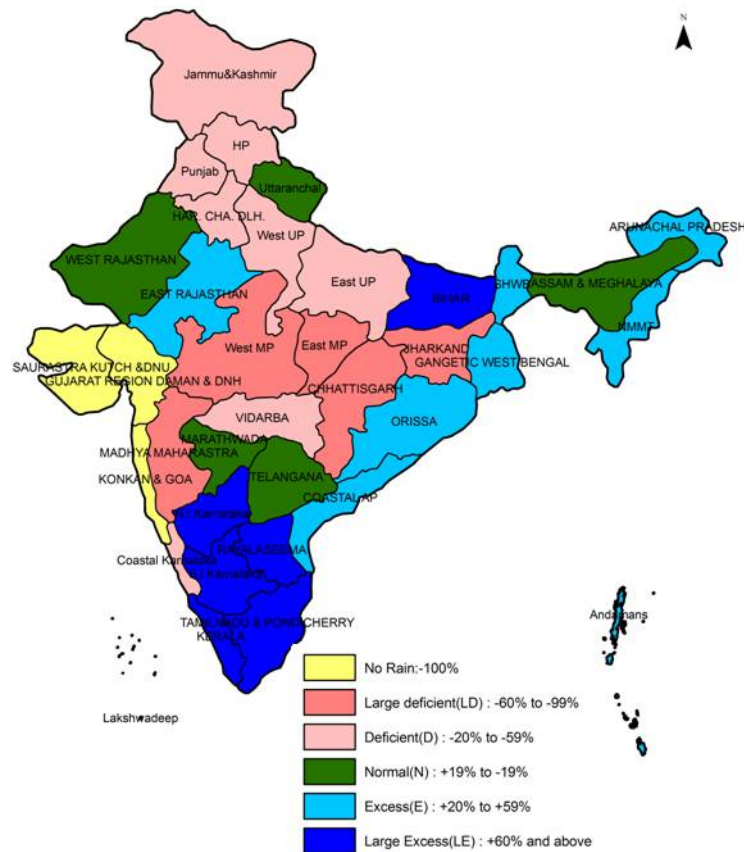 N
Jammu&Kashmir
HP
Punjab
Uttaranchal
HAR. CHA. DLH.
West UP
ARUNACHAL PRADESH
WEST RAJASTHAN
East UP
EAST RAJASTHAN
BIHAR
SHWB
ASSAM & MEGHALAYA
NMMT
West MP
East MP
JHARKAND
GANGETIC WEST BENGAL
SAURASTRA KUTCH &DNU
GUJARAT REGION DAMAN & DNH
CHHATTISGARH
VIDARBA
ORISSA
MARATHWADA
MADHYA MAHARASTRA
KONKAN & GOA
TELANGANA
COASTAL AP
N.I.Karnataka
RAYALASEEMA
Coastal Karnataka
S.I.Karnataka
TAMILNADU & PONDICHERRY
KERALA
Andamans
Lakshwadeep
No Rain:-100%
Large deficient(LD) : -60% to -99%
Deficient(D) : -20% to -59%
Normal(N) : +19% to -19%
Excess(E) : +20% to +59%
Large Excess(LE) : +60% and above